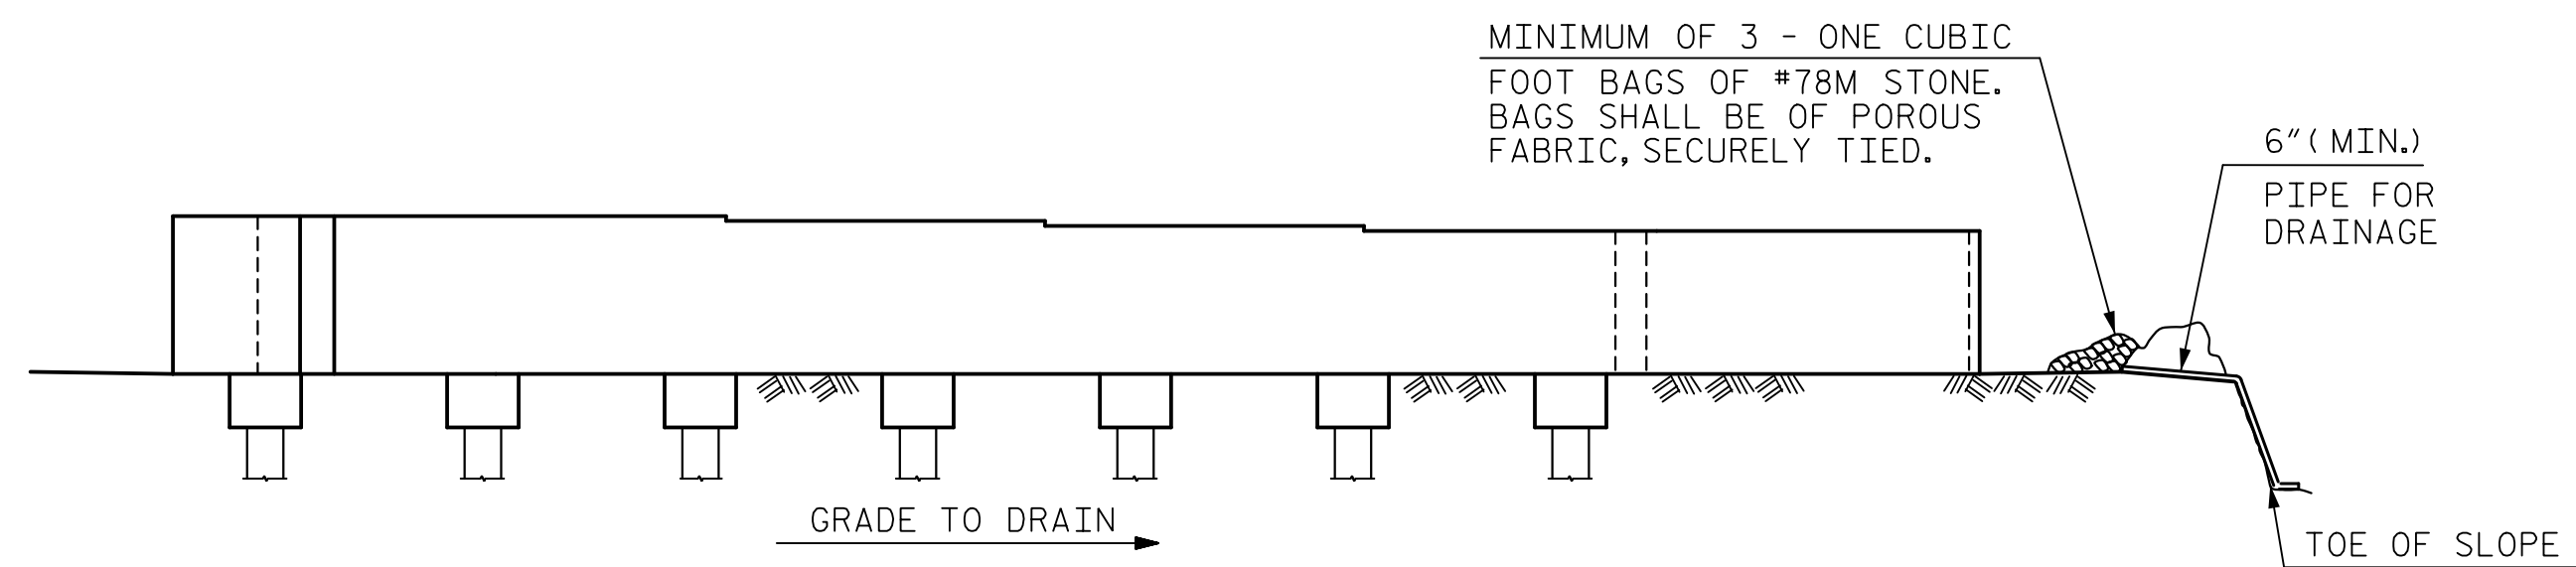 MINIMUM OF 3 - ONE CUBIC
FOOT BAGS OF #78M STONE.
BAGS SHALL BE OF POROUS
FABRIC, SECURELY TIED.
6"( MIN.)
PIPE FOR
DRAINAGE
GRADE TO DRAIN
TOE OF SLOPE